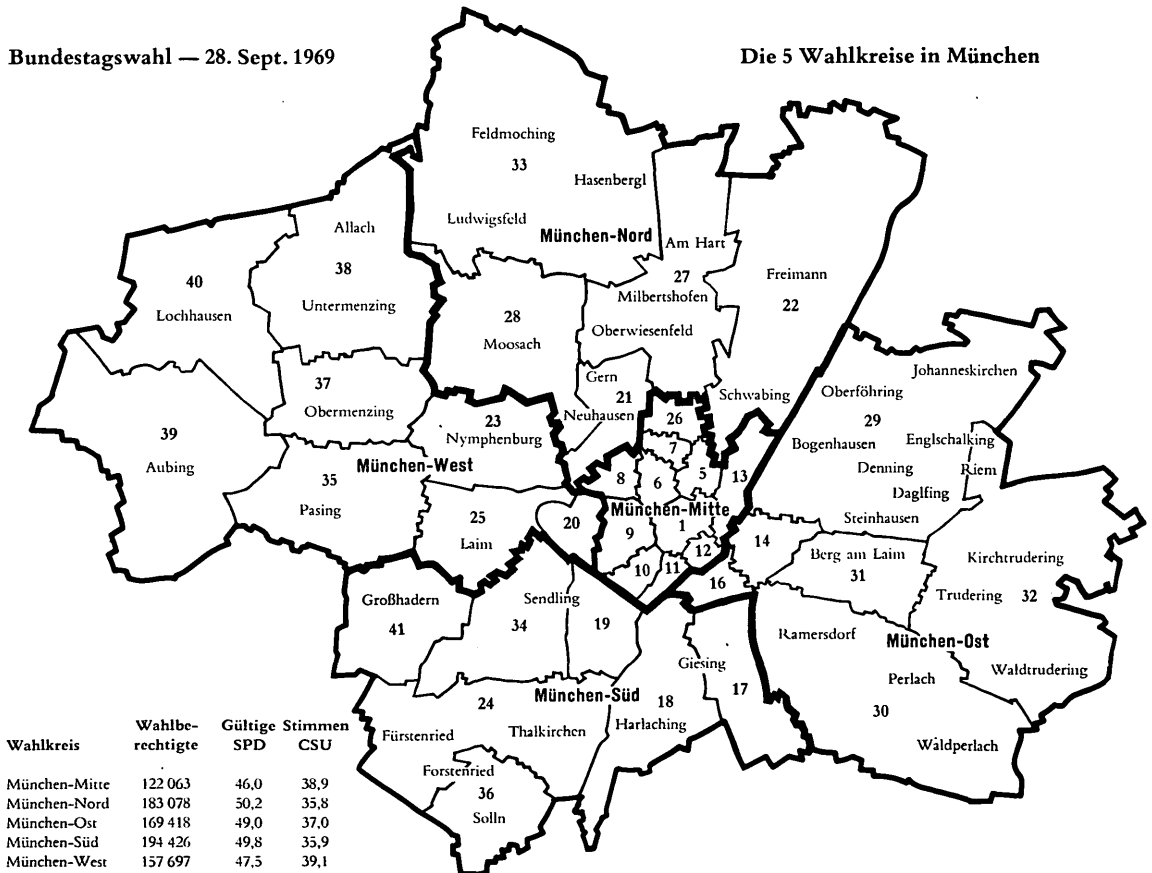 Bundestagswahl — 28. Sept. 1969
Die 5 Wahlkreise in München
Feldmoching
33
Hasenbergl
Ludwigsfeld
München-Nord
Allach
38
Untermenzing
40
Lochhausen
Am Hart
27
Milbertshofen
Oberwiesenfeld
Freimann
22
28
Moosach
Johanneskirchen
Oberföhring
29
Bogenhausen
Englschalking
Denning
Riem
Daglfing
Steinhausen
37
Obermenzing
Gern
21
Neuhausen
Schwabing
26
23
Nymphenburg
7
39
Aubing
München-West
35
Pasing
8
6
5
13
München-Mitte
25
Laim
20
9
1
12
14
Berg am Laim
31
Kirchtrudering
10
11
16
Trudering
32
Großhadern
41
Sendling
34
19
Ramersdorf
München-Ost
Waldtrudering
Giesing
17
Perlach
30
Waldperlach
München-Süd
18
Harlaching
24
Thalkirchen
Fürstenried
Forstenried
36
Solln
Wahlbe- Gültige Stimmen
Wahlkreis rechtigte SPD CSU
München-Mitte 122 063 46,0 38,9
München-Nord 183 078 50,2 35,8
München-Ost 169 418 49,0 37,0
München-Süd 194 426 49,8 35,9
München-West 157 697 47,5 39,1